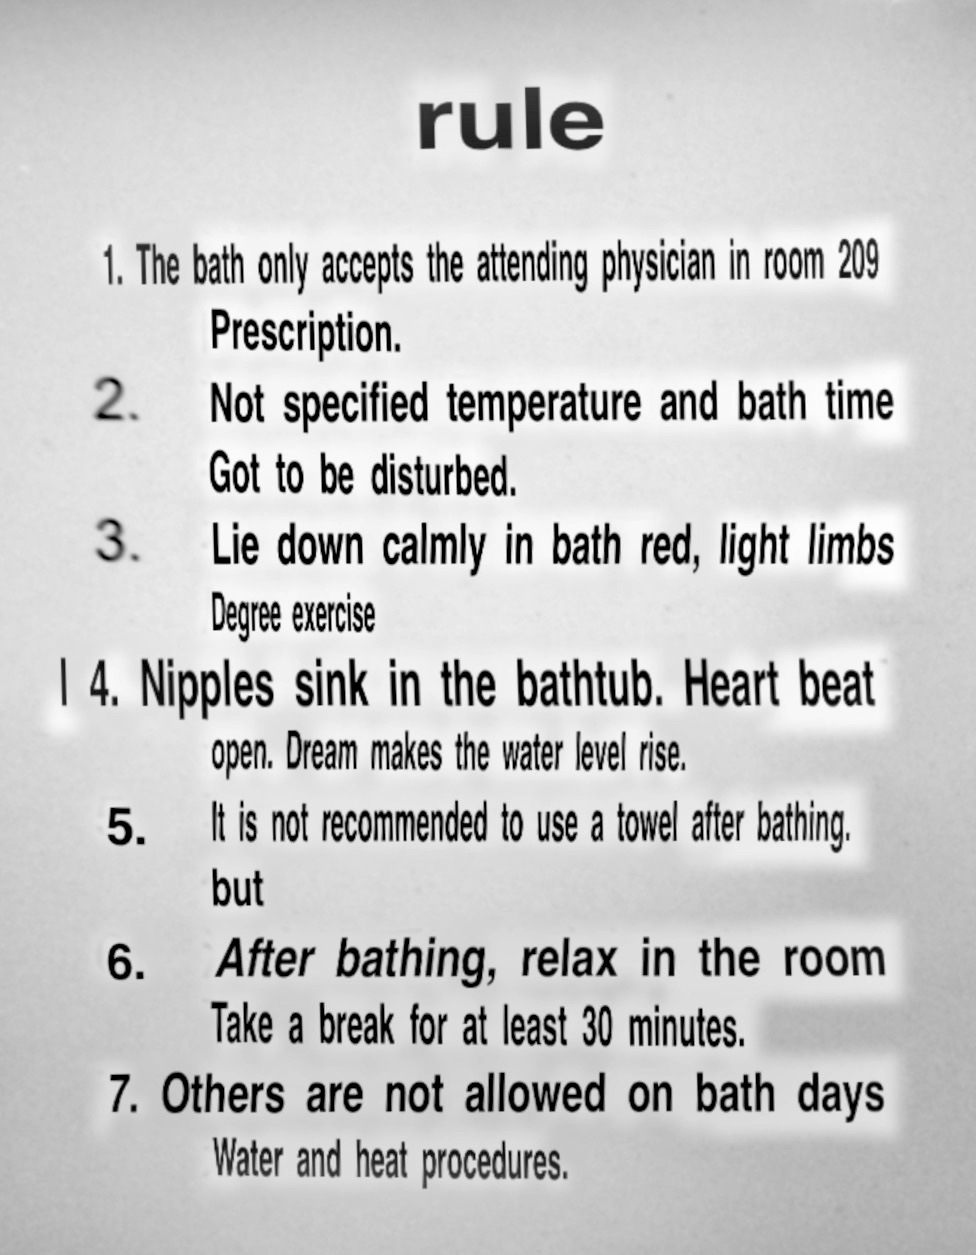 rule
1. The bath only accepts the attending physician in room 209
Prescription.
2. Not specified temperature and bath time
Got to be disturbed.
3. Lie down calmly in bath red, light limbs
Degree exercise
| 4. Nipples sink in the bathtub. Heart beat
open. Dream makes the water level rise.
5. It is not recommended to use a towel after bathing.
but
6. After bathing, relax in the room
Take a break for at least 30 minutes.
7. Others are not allowed on bath days
Water and heat procedures.